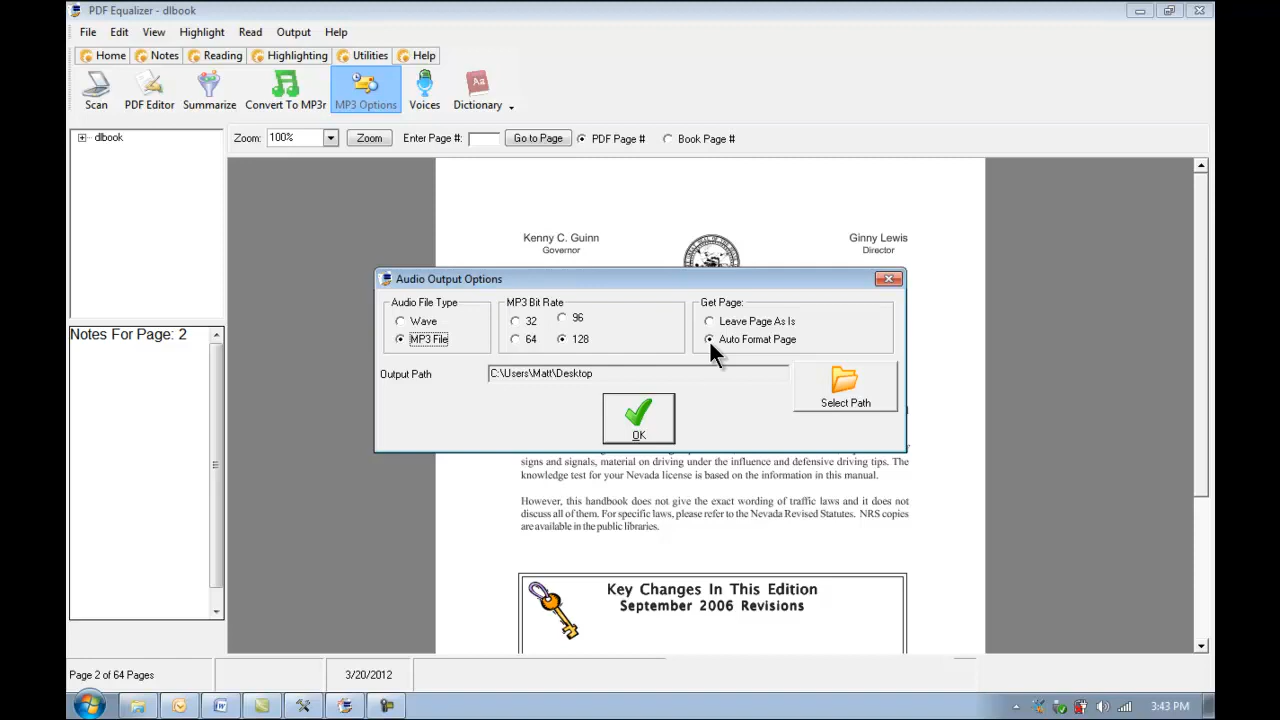 PDF Equalizer - dlbook
File Edit View Highlight Read Output Help
Home Notes Reading Highlighting Utilities Help
Scan PDF Editor Summarize Convert To MP3r MP3 Options Voices Dictionary
dlbook
Zoom: 100% Zoom Enter Page #: Go to Page PDF Page # Book Page #
Kenny C. Guinn
Governor
Ginny Lewis
Director
Audio Output Options
Audio File Type
Wave
MP3 File
MP3 Bit Rate
32 96
64 128
Get Page:
Leave Page As Is
Auto Format Page
Output Path C:\Users\Matt\Desktop
Select Path
OK
Notes For Page: 2
signs and signals, material on driving under the influence and defensive driving tips. The
knowledge test for your Nevada license is based on the information in this manual.
However, this handbook does not give the exact wording of traffic laws and it does not
discuss all of them. For specific laws, please refer to the Nevada Revised Statutes. NRS copies
are available in the public libraries.
Key Changes In This Edition
September 2006 Revisions
Page 2 of 64 Pages
3/20/2012
3:43 PM